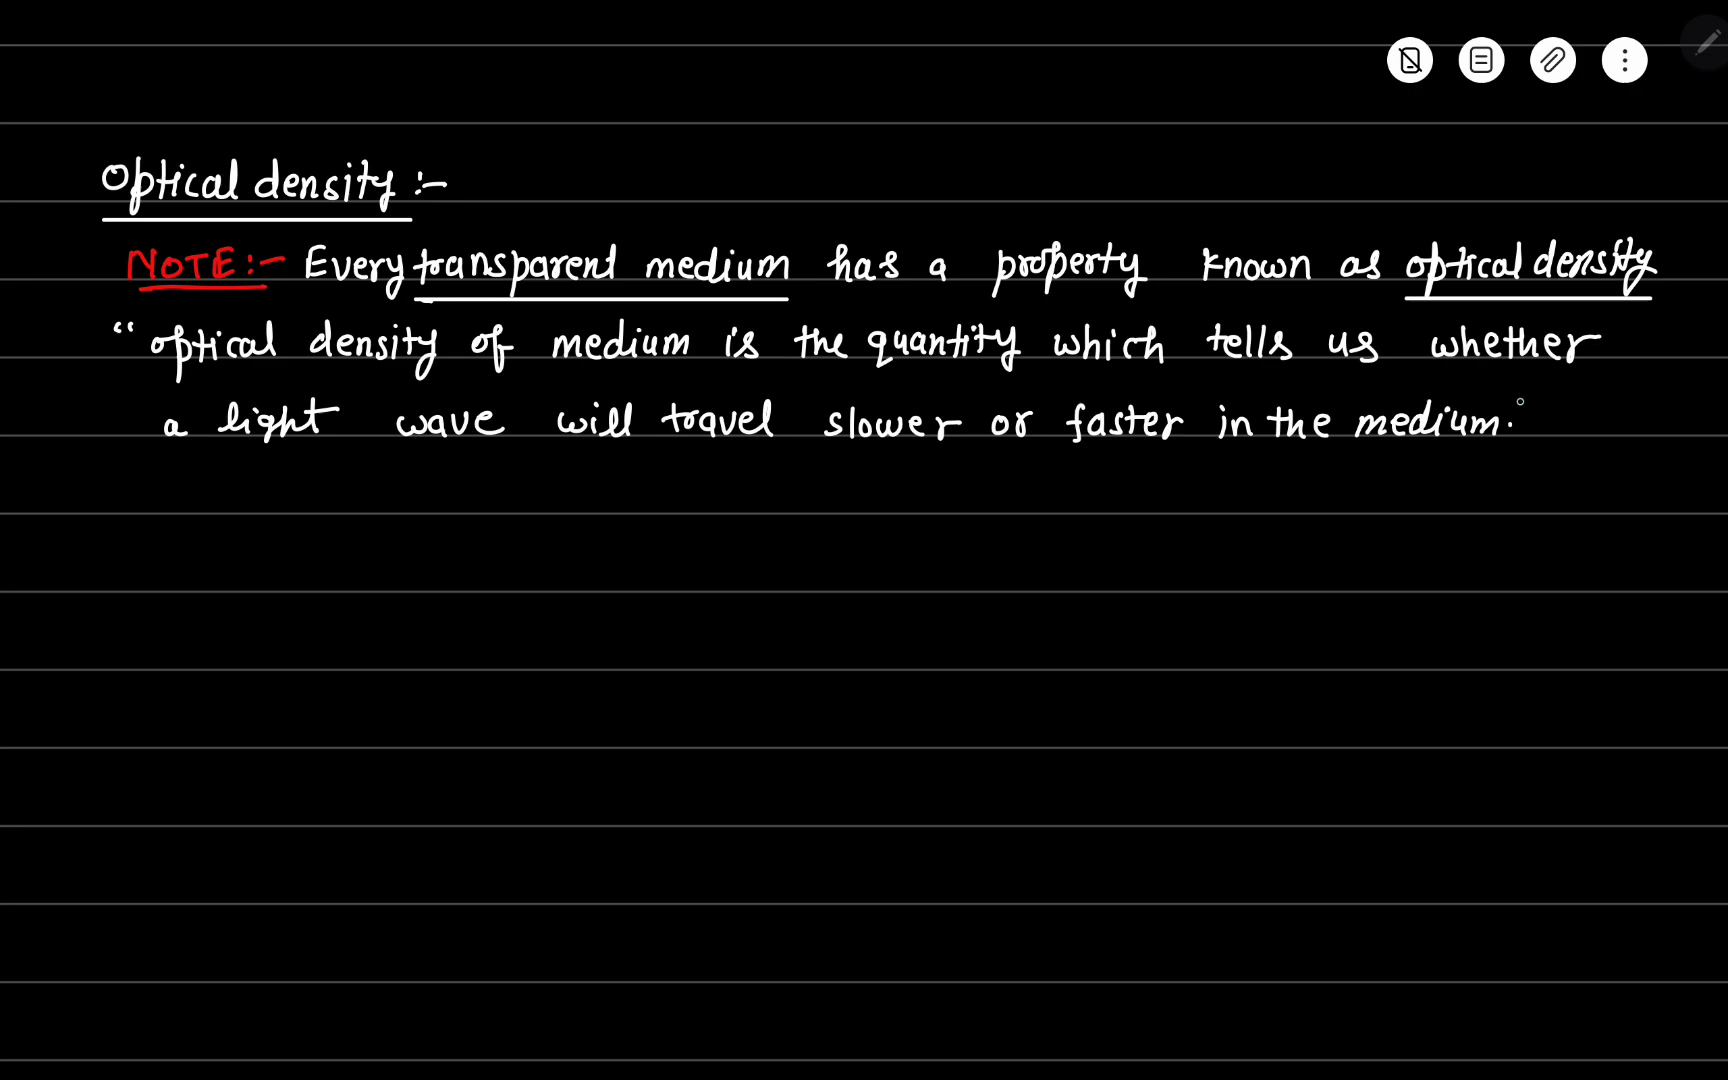 Optical density :-
NOTE:- Every transparent medium has a property known as optical density
“ optical density of medium is the quantity which tells us whether
a light wave will travel slower or faster in the medium.